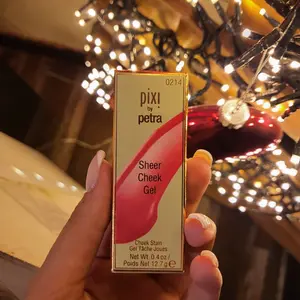 0214
pixi
by
petra
Sheer
Cheek
Gel
Cheek Stain
Gel Tâche Joues
Net Wt. 0.4 oz /
Poids Net 12.7 g e